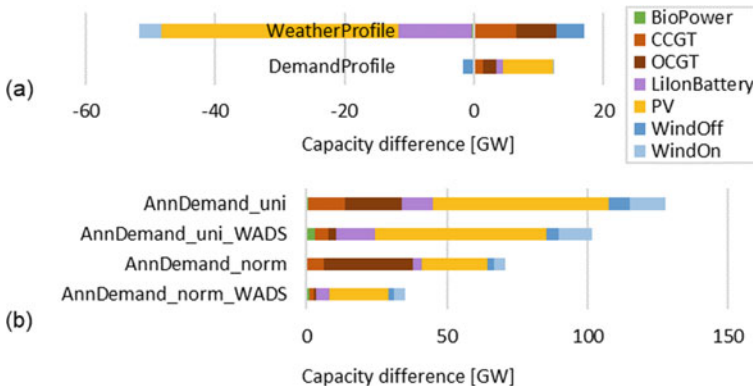 WeatherProfile
DemandProfile
(a)
-60 -40 -20 0 20
Capacity difference [GW]
BioPower
CCGT
OCGT
LiIonBattery
PV
WindOff
WindOn
AnnDemand_uni
AnnDemand_uni_WADS
AnnDemand_norm
AnnDemand_norm_WADS
(b)
0 50 100 150
Capacity difference [GW]